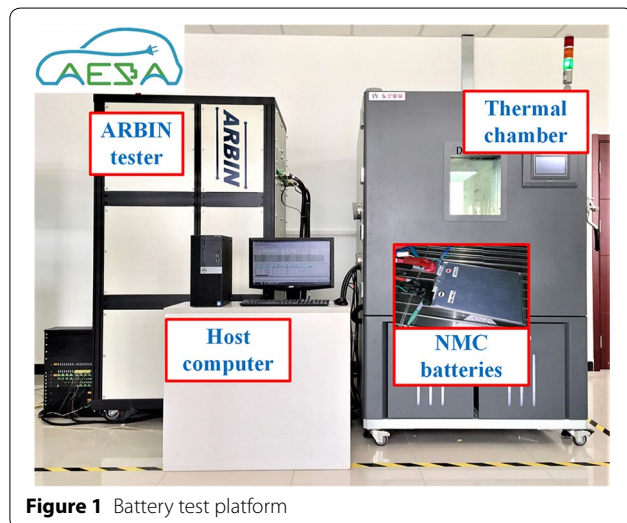 AESA
ARBIN
tester
ARBIN
Thermal
chamber
Host
computer
NMC
batteries
Figure 1 Battery test platform